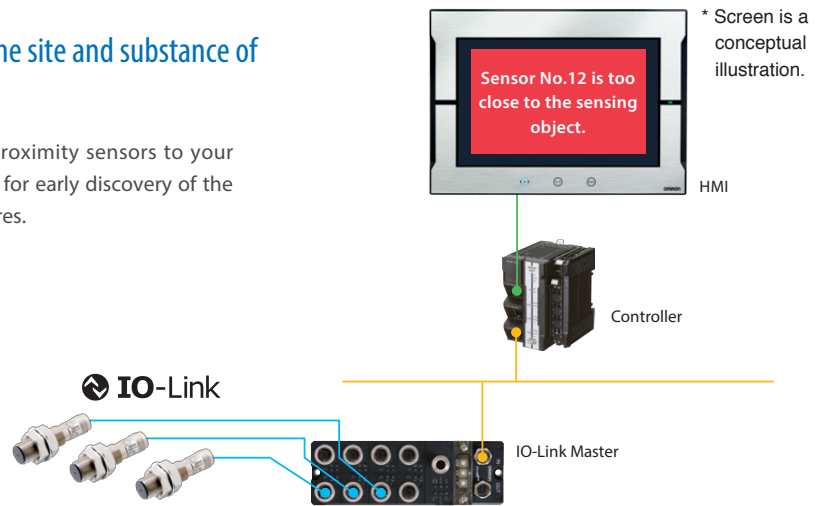 ne site and substance of
roximity sensors to your
for early discovery of the
res.
* Screen is a
conceptual
illustration.
Sensor No.12 is too
close to the sensing
object.
OMRON
HMI
Controller
IO-Link
IO-Link Master